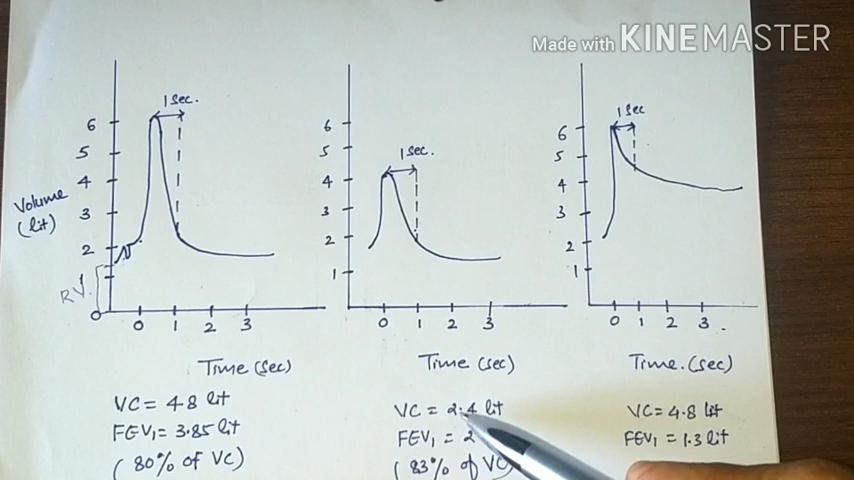 Made with KINEMASTER
1 sec.
6
5
4
3
2
1
0
Volume
(lit)
RV
0 1 2 3
Time (sec)
VC = 4.8 lit
FEV₁ = 3.85 lit
(80% of VC)
1 sec.
6
5
4
3
2
1
0 1 2 3
Time (sec)
VC = 2.4 lit
FEV₁ = 2
(83% of VC)
1 sec
6
5
4
3
2
1
0 1 2 3
Time. (sec)
VC = 4.8 lit
FEV₁ = 1.3 lit